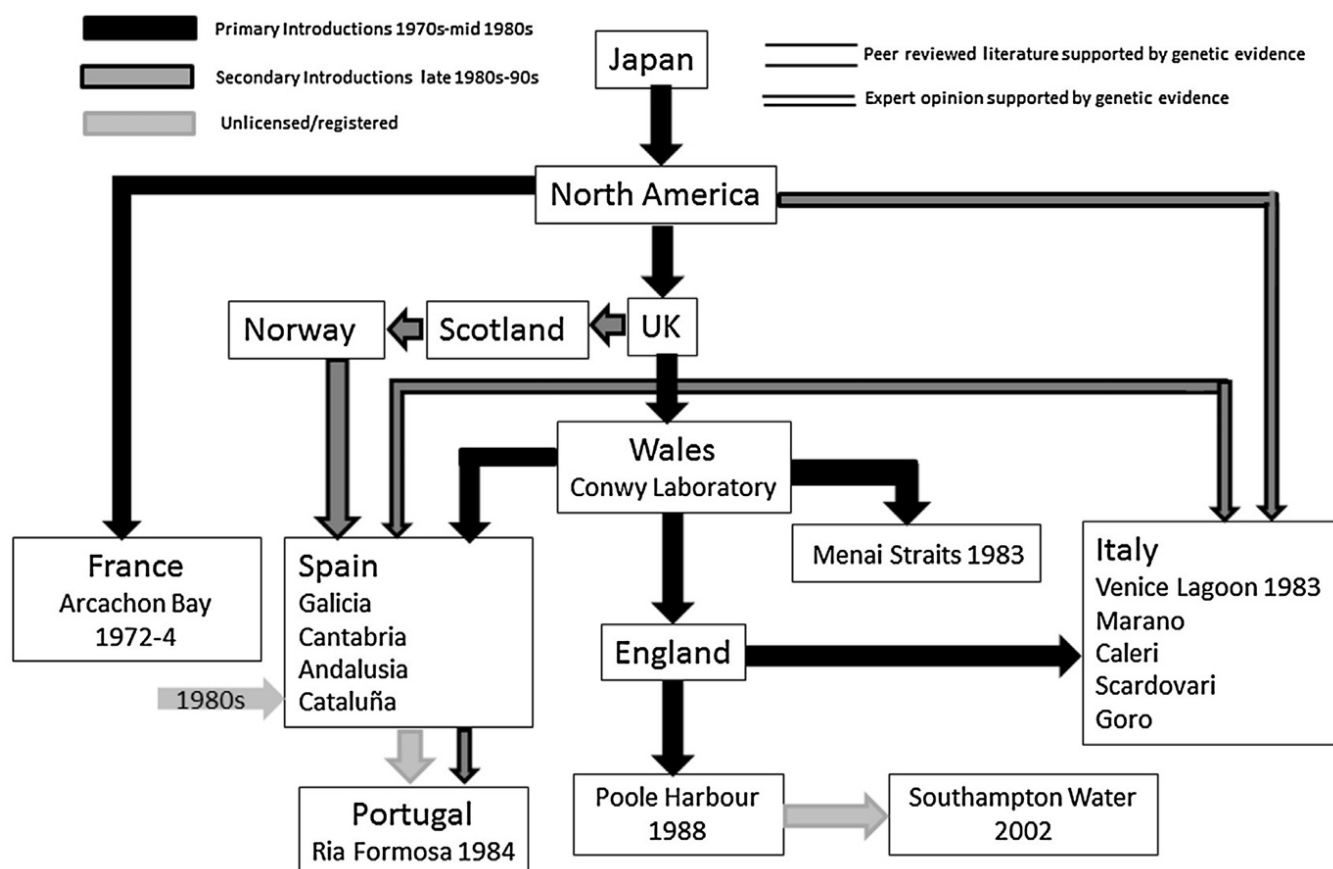 Primary Introductions 1970s-mid 1980s
Secondary Introductions late 1980s-90s
Unlicensed/registered
Peer reviewed literature supported by genetic evidence
Expert opinion supported by genetic evidence
Japan
North America
Norway
Scotland
UK
Wales
Conwy Laboratory
Menai Straits 1983
France
Arcachon Bay
1972-4
Spain
Galicia
Cantabria
Andalusia
Cataluña
1980s
England
Italy
Venice Lagoon 1983
Marano
Caleri
Scardovari
Goro
Portugal
Ria Formosa 1984
Poole Harbour
1988
Southampton Water
2002